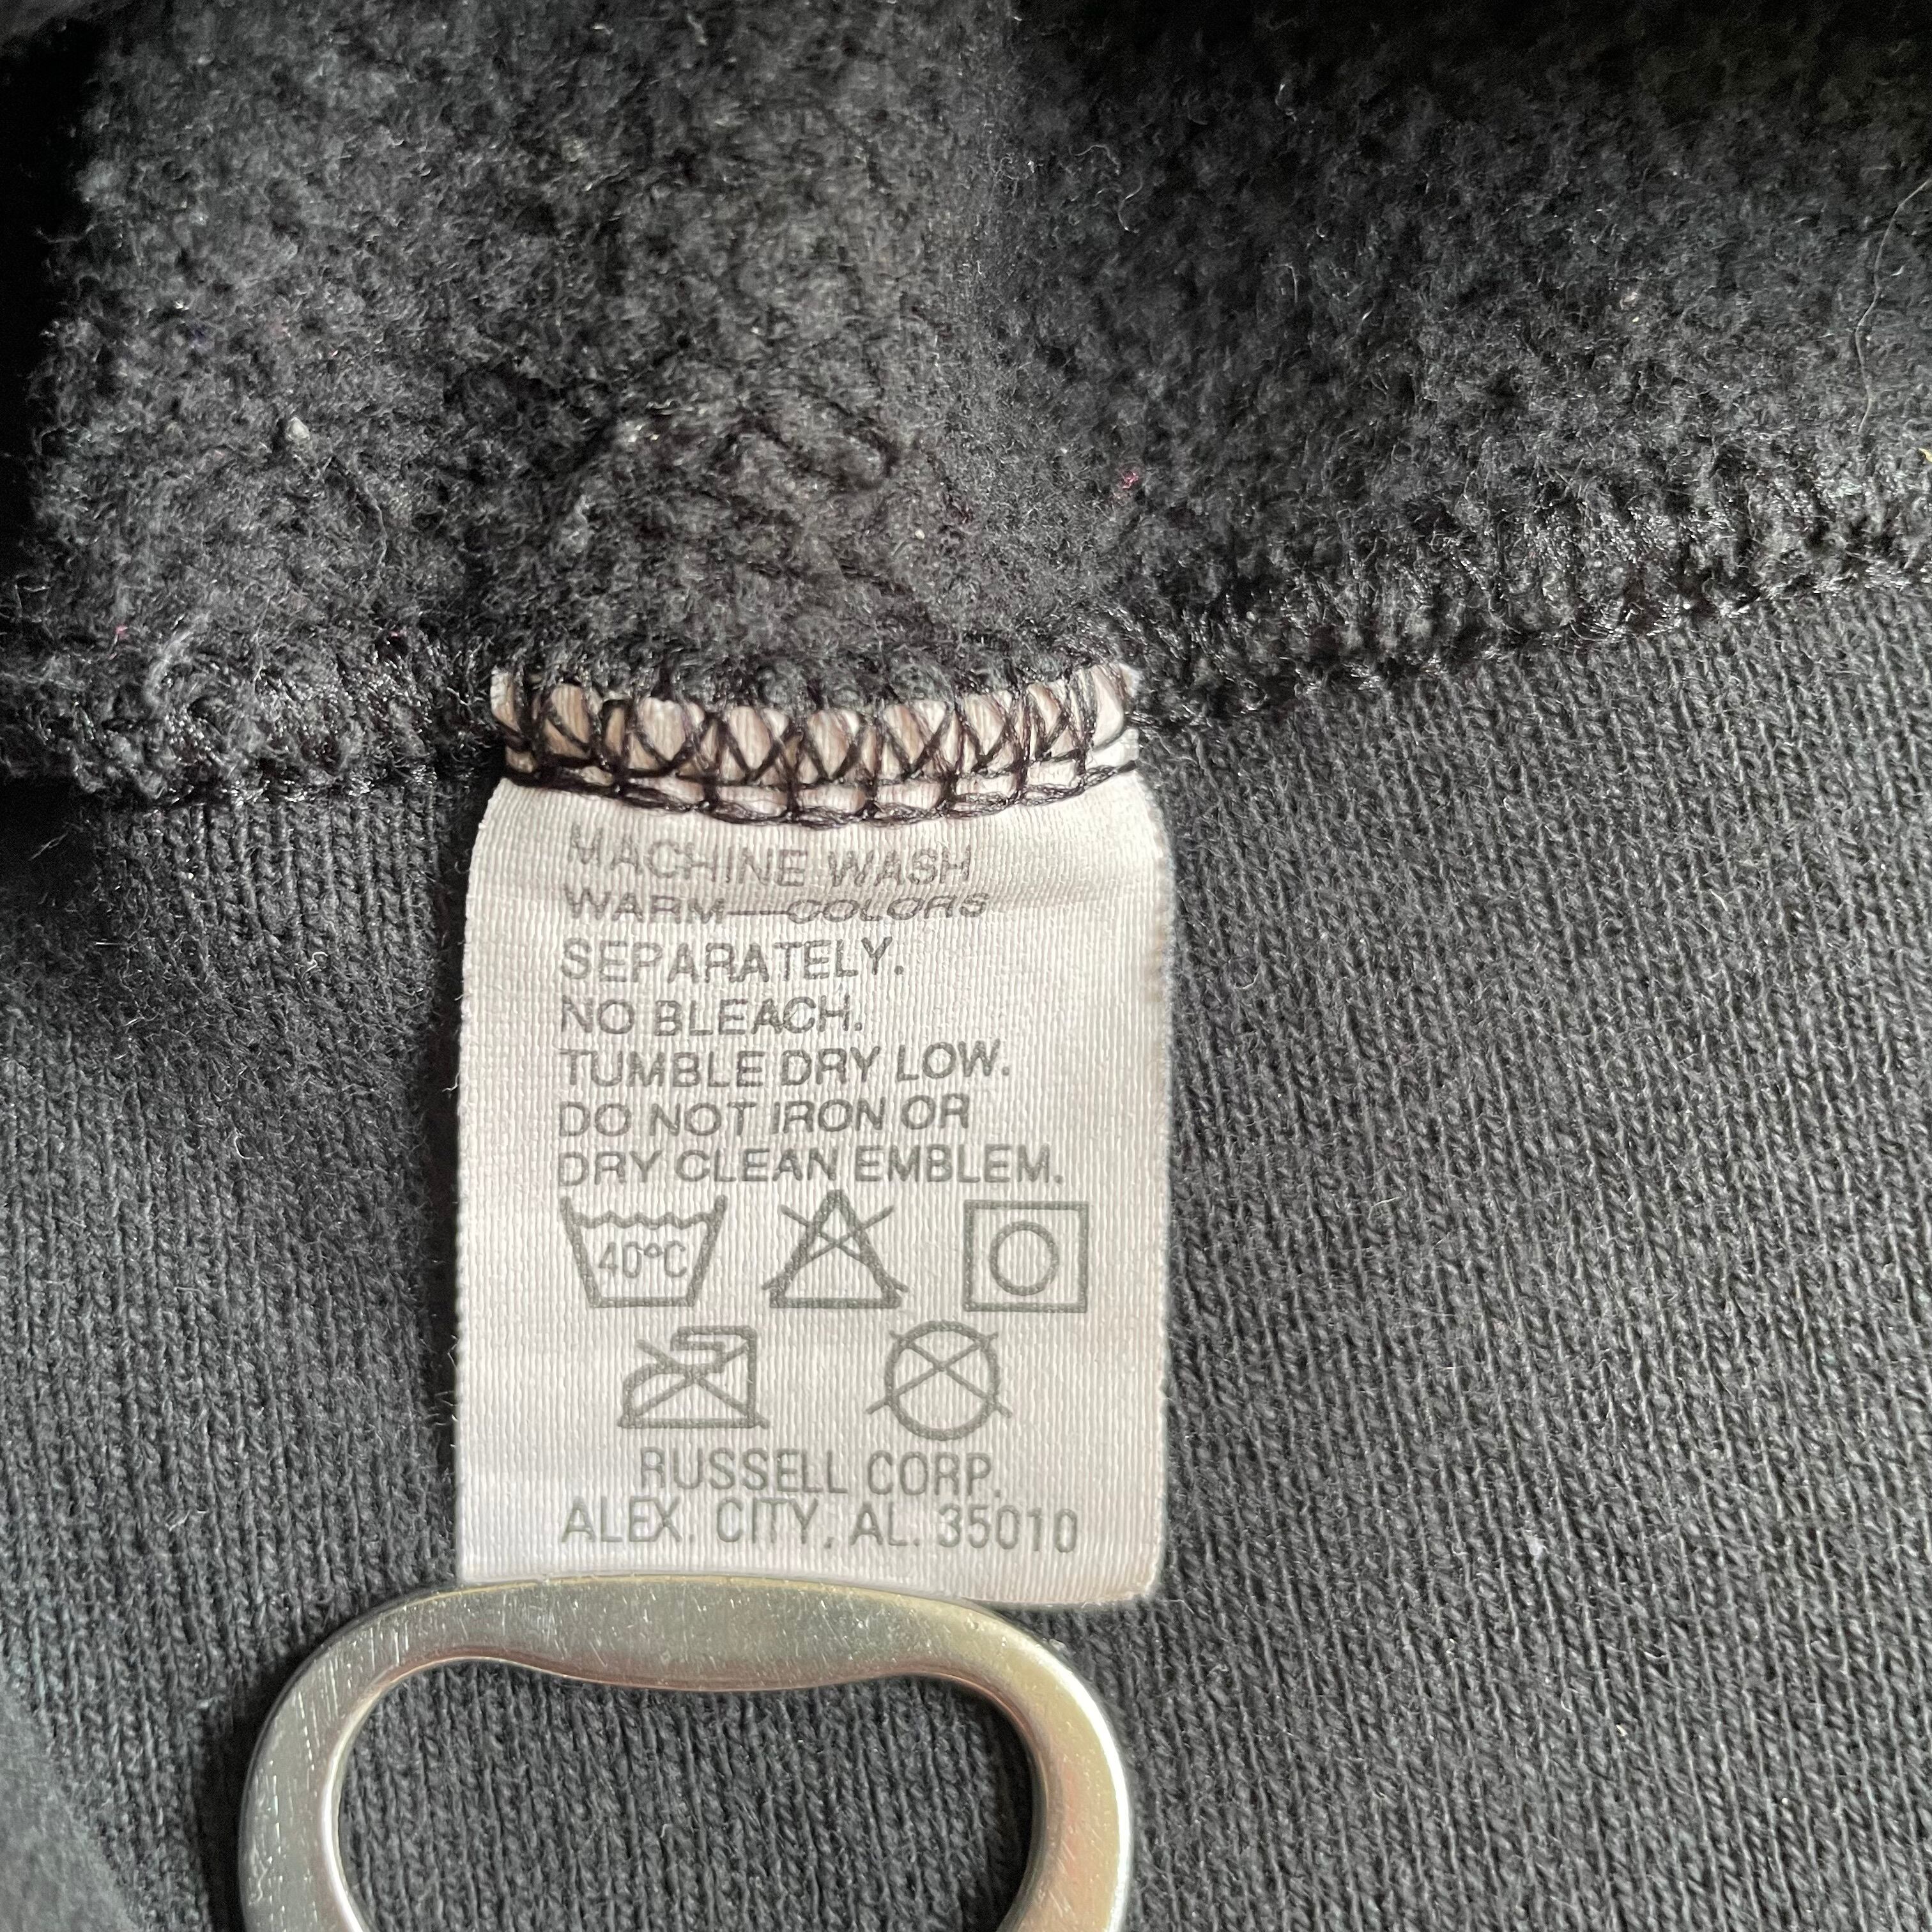 MACHINE WASH
WARM—COLORS
SEPARATELY.
NO BLEACH.
TUMBLE DRY LOW.
DO NOT IRON OR
DRY CLEAN EMBLEM.
40°C
RUSSELL CORP.
ALEX. CITY, AL. 35010